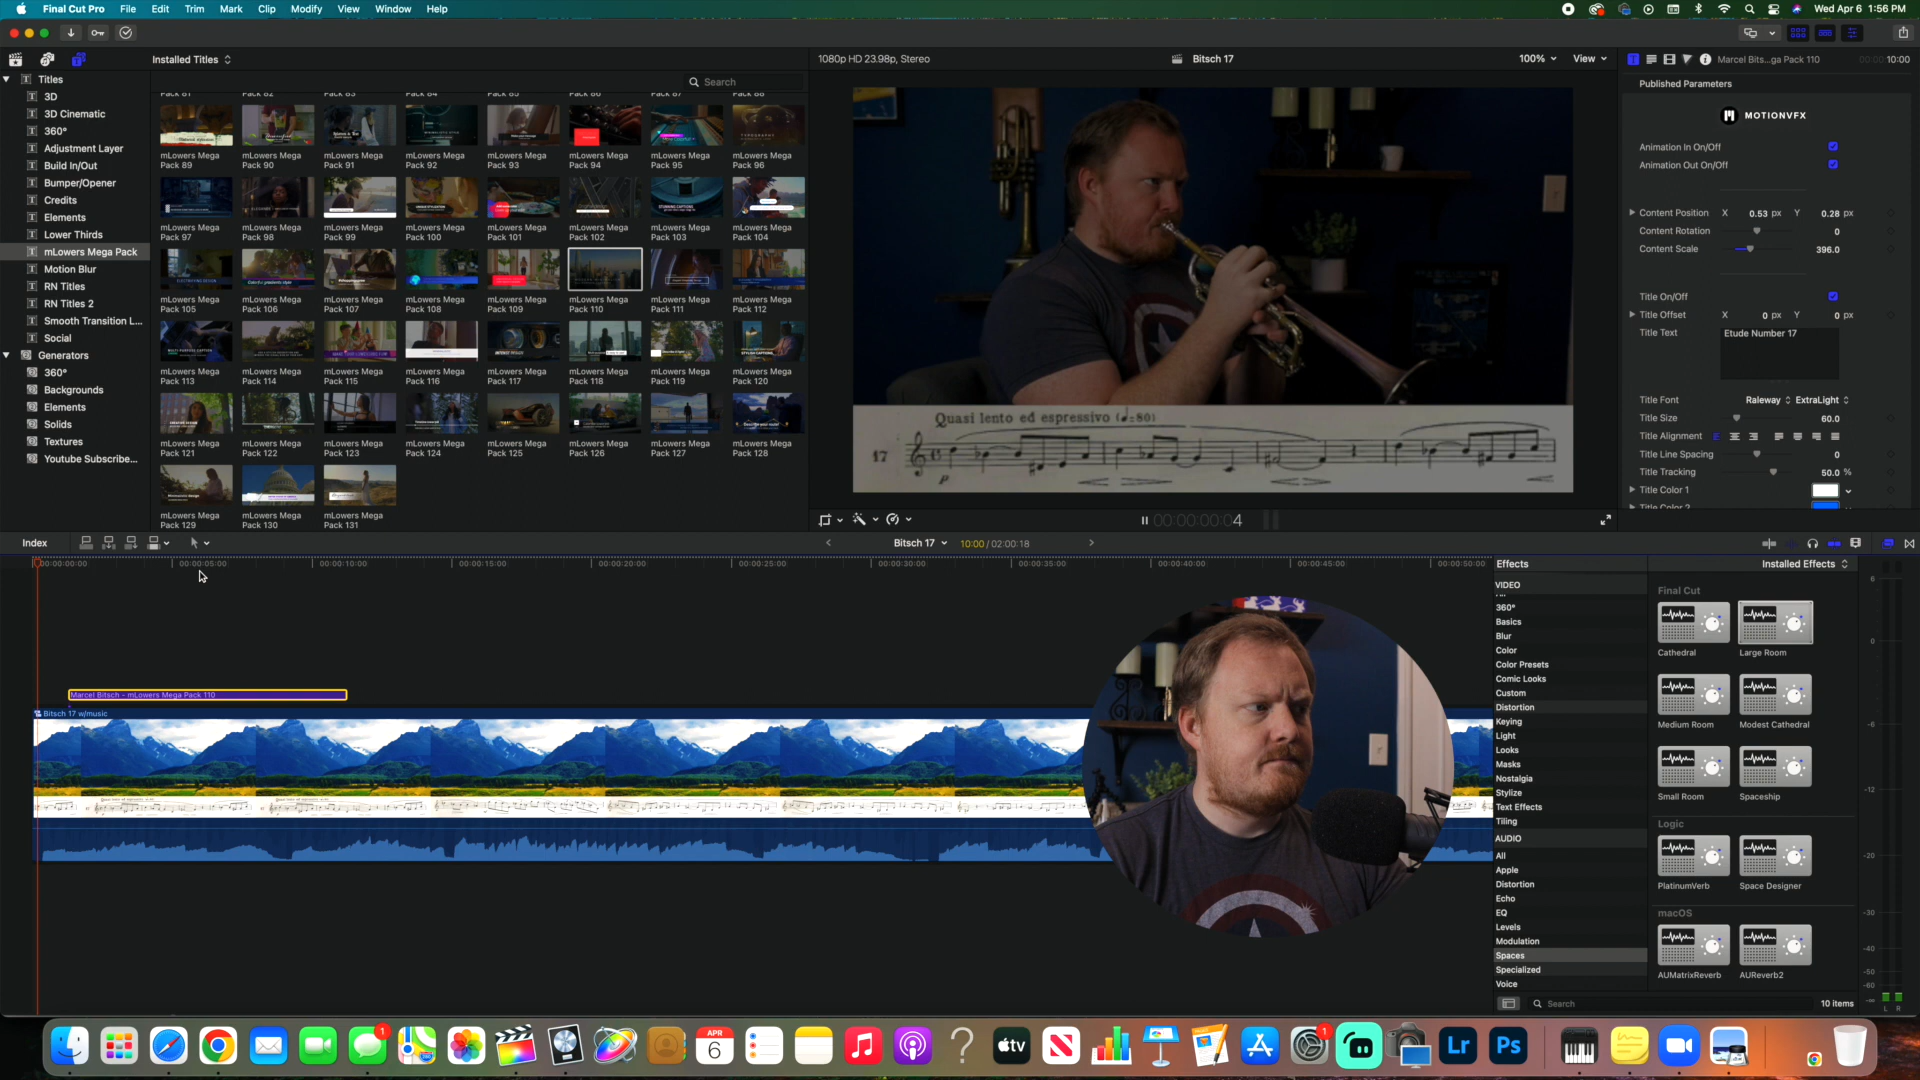 Final Cut Pro File Edit Trim Mark Clip Modify View Window Help
Wed Apr 6 1:56 PM
Installed Titles
Search
Titles
3D
3D Cinematic
360°
Adjustment Layer
Build In/Out
Bumper/Opener
Credits
Elements
Lower Thirds
mLowers Mega Pack
Motion Blur
RN Titles
RN Titles 2
Smooth Transition L...
Social
Generators
360°
Backgrounds
Elements
Solids
Textures
Youtube Subscribe...
mLowers Mega Pack 89
mLowers Mega Pack 90
mLowers Mega Pack 91
mLowers Mega Pack 92
mLowers Mega Pack 93
mLowers Mega Pack 94
mLowers Mega Pack 95
mLowers Mega Pack 96
mLowers Mega Pack 97
mLowers Mega Pack 98
mLowers Mega Pack 99
mLowers Mega Pack 100
mLowers Mega Pack 101
mLowers Mega Pack 102
mLowers Mega Pack 103
mLowers Mega Pack 104
mLowers Mega Pack 105
mLowers Mega Pack 106
mLowers Mega Pack 107
mLowers Mega Pack 108
mLowers Mega Pack 109
mLowers Mega Pack 110
mLowers Mega Pack 111
mLowers Mega Pack 112
mLowers Mega Pack 113
mLowers Mega Pack 114
mLowers Mega Pack 115
mLowers Mega Pack 116
mLowers Mega Pack 117
mLowers Mega Pack 118
mLowers Mega Pack 119
mLowers Mega Pack 120
mLowers Mega Pack 121
mLowers Mega Pack 122
mLowers Mega Pack 123
mLowers Mega Pack 124
mLowers Mega Pack 125
mLowers Mega Pack 126
mLowers Mega Pack 127
mLowers Mega Pack 128
mLowers Mega Pack 129
mLowers Mega Pack 130
mLowers Mega Pack 131
1080p HD 23.98p, Stereo
Bitsch 17
100%
View
Quasi lento ed espressivo (♩=80)
17
p
00:00:00:04
Marcel Bits...ga Pack 110
10:00
Published Parameters
MOTIONVFX
Animation In On/Off
Animation Out On/Off
Content Position X 0.53 px Y 0.28 px
Content Rotation 0
Content Scale 396.0
Title On/Off
Title Offset X 0 px Y 0 px
Title Text Etude Number 17
Title Font Raleway ExtraLight
Title Size 60.0
Title Alignment
Title Line Spacing 0
Title Tracking 50.0 %
Title Color 1
Title Color 2
Index
Bitsch 17
10:00 / 02:00:18
00:00:00:00 00:00:05:00 00:00:10:00 00:00:15:00 00:00:20:00 00:00:25:00 00:00:30:00 00:00:35:00 00:00:40:00 00:00:45:00 00:00:50:00
Marcel Bitsch - mLowers Mega Pack 110
Bitsch 17 w/music
Effects
Installed Effects
VIDEO
360°
Basics
Blur
Color
Color Presets
Comic Looks
Custom
Distortion
Keying
Light
Looks
Masks
Nostalgia
Stylize
Text Effects
Tiling
AUDIO
All
Apple
Distortion
Echo
EQ
Levels
Modulation
Spaces
Specialized
Voice
Final Cut
Cathedral
Large Room
Medium Room
Modest Cathedral
Small Room
Spaceship
Logic
PlatinumVerb
Space Designer
macOS
AUMatrixReverb
AUReverb2
Search
10 items
6
0
-6
-12
-20
-30
-40
-50
-60
-∞
L R
1
APR
6
tv
1
Lr
Ps